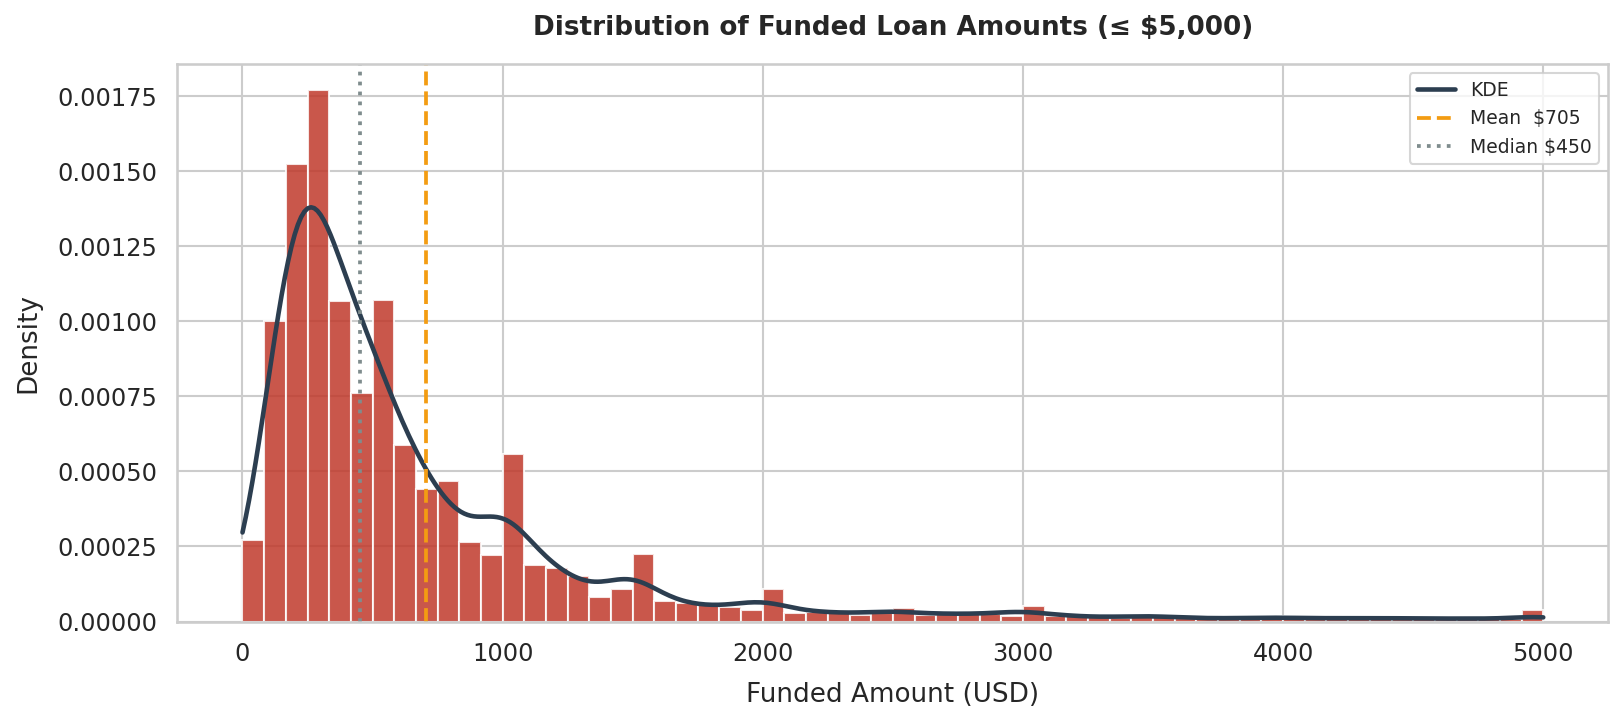 Distribution of Funded Loan Amounts (≤ $5,000)
KDE
Mean  $705
Median $450
Density
0.00175
0.00150
0.00125
0.00100
0.00075
0.00050
0.00025
0.00000
0 1000 2000 3000 4000 5000
Funded Amount (USD)